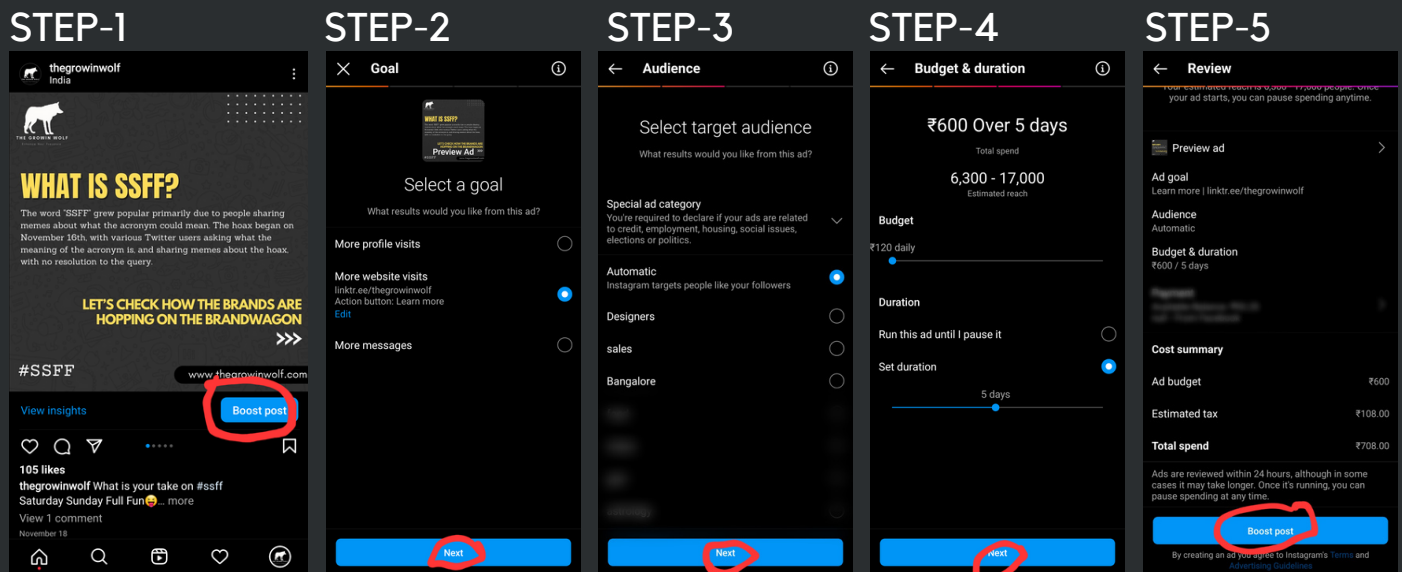 STEP-1
thegrowinwolf
India
THE GROWIN WOLF
WHAT IS SSFF?
The word "SSFF" grew popular primarily due to people sharing
memes about what the acronym could mean. The hoax began on
November 16th, with various Twitter users asking what the
meaning of the acronym is, and sharing memes about the hoax,
with no resolution to the query.
LET'S CHECK HOW THE BRANDS ARE
HOPPING ON THE BRANDWAGON
#SSFF
www.thegrowinwolf.com
View insights
Boost post
105 likes
thegrowinwolf What is your take on #ssff
Saturday Sunday Full Fun😝... more
View 1 comment
November 18
STEP-2
Goal
WHAT IS SSFF?
Preview Ad
#SSFF
Select a goal
What results would you like from this ad?
More profile visits
More website visits
linktr.ee/thegrowinwolf
Action button: Learn more
Edit
More messages
Next
STEP-3
Audience
Select target audience
What results would you like from this ad?
Special ad category
You're required to declare if your ads are related
to credit, employment, housing, social issues,
elections or politics.
Automatic
Instagram targets people like your followers
Designers
sales
Bangalore
Next
STEP-4
Budget & duration
₹600 Over 5 days
Total spend
6,300 - 17,000
Estimated reach
Budget
₹120 daily
Duration
Run this ad until I pause it
Set duration
5 days
Next
STEP-5
Review
Your estimated reach is 6,300 - 17,000 people. Once
your ad starts, you can pause spending anytime.
Preview ad
Ad goal
Learn more | linktr.ee/thegrowinwolf
Audience
Automatic
Budget & duration
₹600 / 5 days
Cost summary
Ad budget
₹600
Estimated tax
₹108.00
Total spend
₹708.00
Ads are reviewed within 24 hours, although in some
cases it may take longer. Once it's running, you can
pause spending at any time.
Boost post
By creating an ad you agree to Instagram's Terms and
Advertising Guidelines